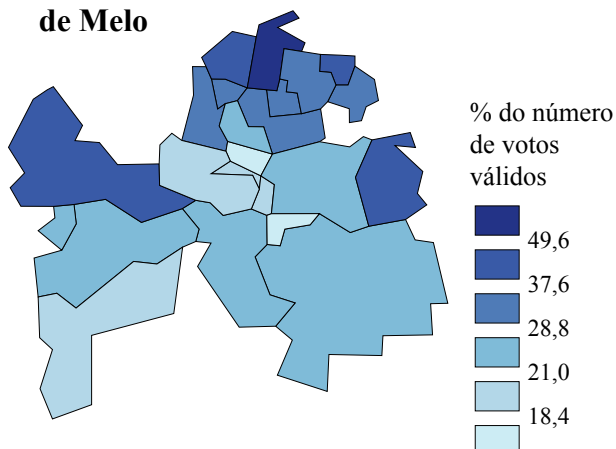 de Melo
% do número
de votos
válidos
49,6
37,6
28,8
21,0
18,4